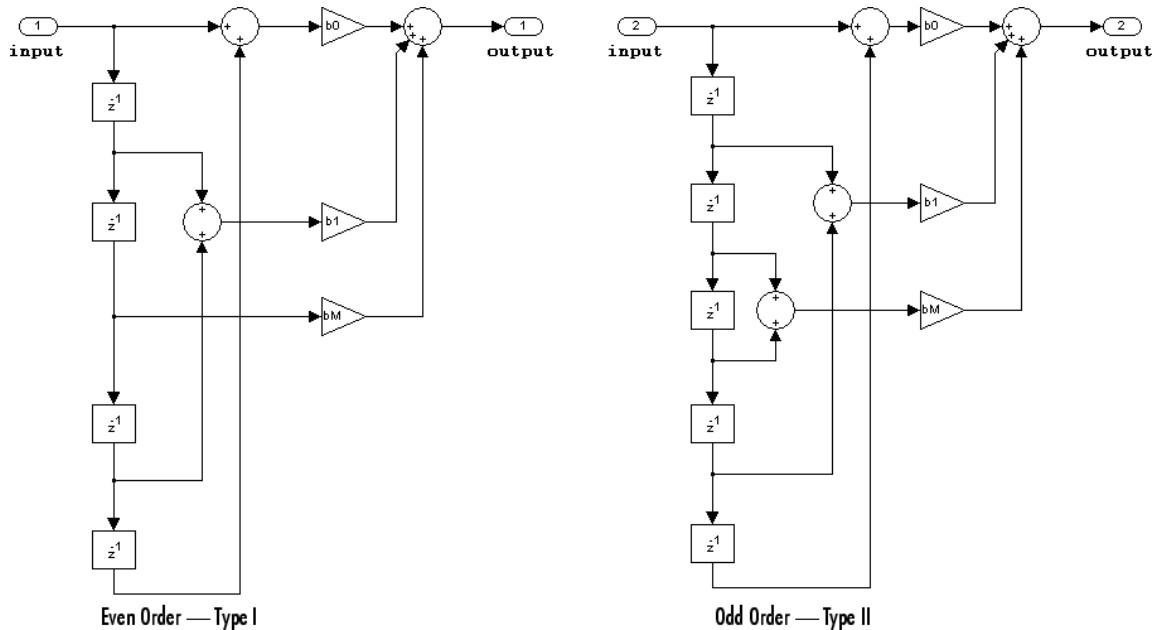 1
input
+
+
b0
+
+
+
1
output
z-1
z-1
+
+
b1
bM
z-1
z-1
Even Order — Type I
2
input
+
+
b0
+
+
+
2
output
z-1
z-1
+
+
b1
z-1
+
+
bM
z-1
z-1
Odd Order — Type II